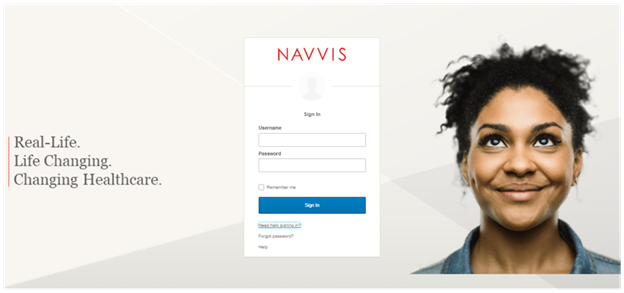 Real-Life.
Life Changing.
Changing Healthcare.
NAVVIS
Sign In
Username
Password
Remember me
Sign In
Need help signing in?
Forgot password?
Help